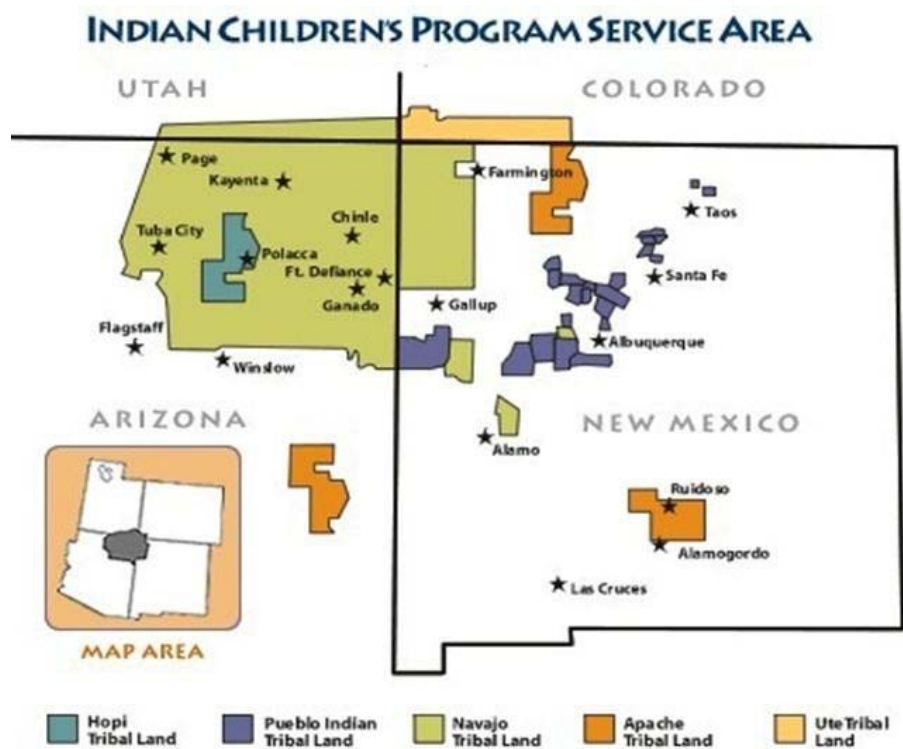 INDIAN CHILDREN'S PROGRAM SERVICE AREA
UTAH
COLORADO
Page
Kayenta
Farmington
Chinle
Taos
Tuba City
Polacca
Ft. Defiance
Santa Fe
Ganado
Gallup
Flagstaff
Albuquerque
Winslow
ARIZONA
NEW MEXICO
Alamo
Ruidoso
Alamogordo
Las Cruces
MAP AREA
Hopi
Tribal Land
Pueblo Indian
Tribal Land
Navajo
Tribal Land
Apache
Tribal Land
Ute Tribal
Land